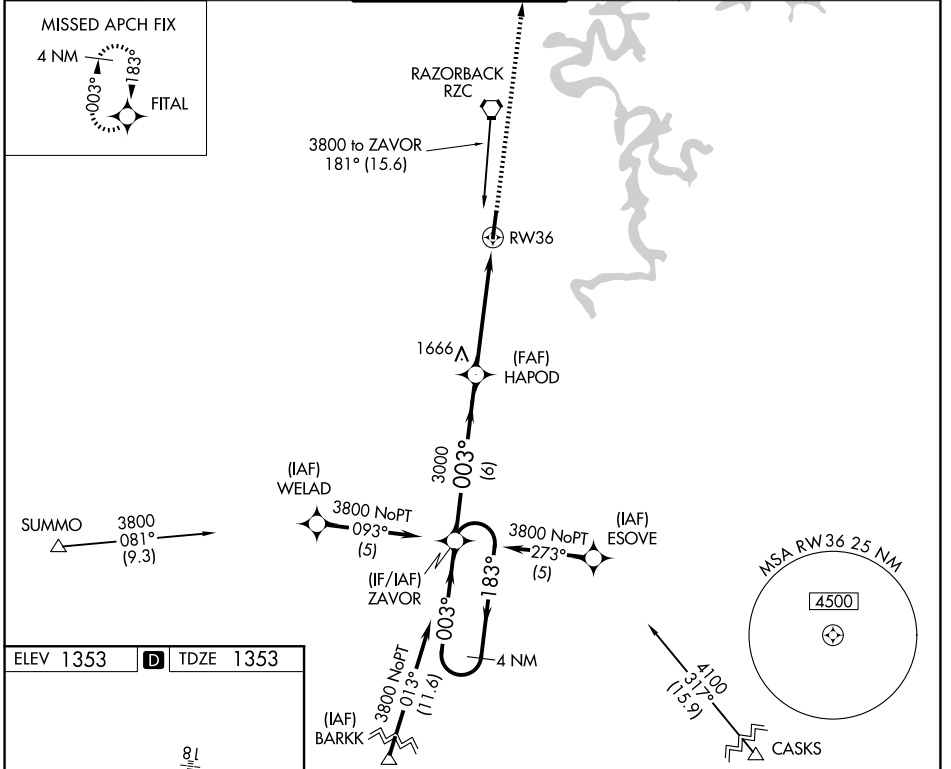 MISSED APCH FIX
4 NM
003°
183°
FITAL
RAZORBACK
RZC
3800 to ZAVOR
181° (15.6)
RW36
1666
(FAF)
HAPOD
3000
003°
(6)
(IAF)
WELAD
3800 NoPT
093°
(5)
SUMMO
3800
081°
(9.3)
(IAF)
ESOVE
3800 NoPT
273°
(5)
(IF/IAF)
ZAVOR
003°
183°
4 NM
MSA RW36 25 NM
4500
3800 NoPT
013°
(11.6)
(IAF)
BARKK
4100
317°
(15.9)
CASKS
ELEV 1353
D
TDZE 1353
18